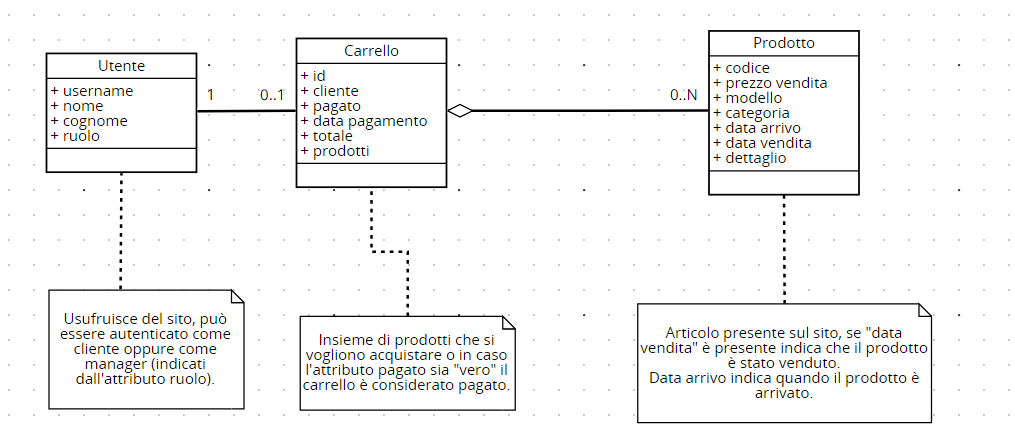 Utente
+ username
+ nome
+ cognome
+ ruolo
1
0..1
Carrello
+ id
+ cliente
+ pagato
+ data pagamento
+ totale
+ prodotti
0..N
Prodotto
+ codice
+ prezzo vendita
+ modello
+ categoria
+ data arrivo
+ data vendita
+ dettaglio
Usufruisce del sito, può
essere autenticato come
cliente oppure come
manager (indicati
dall'attributo ruolo).
Insieme di prodotti che si
vogliono acquistare o in caso
l'attributo pagato sia "vero" il
carrello è considerato pagato.
Articolo presente sul sito, se "data
vendita" è presente indica che il prodotto
è stato venduto.
Data arrivo indica quando il prodotto è
arrivato.